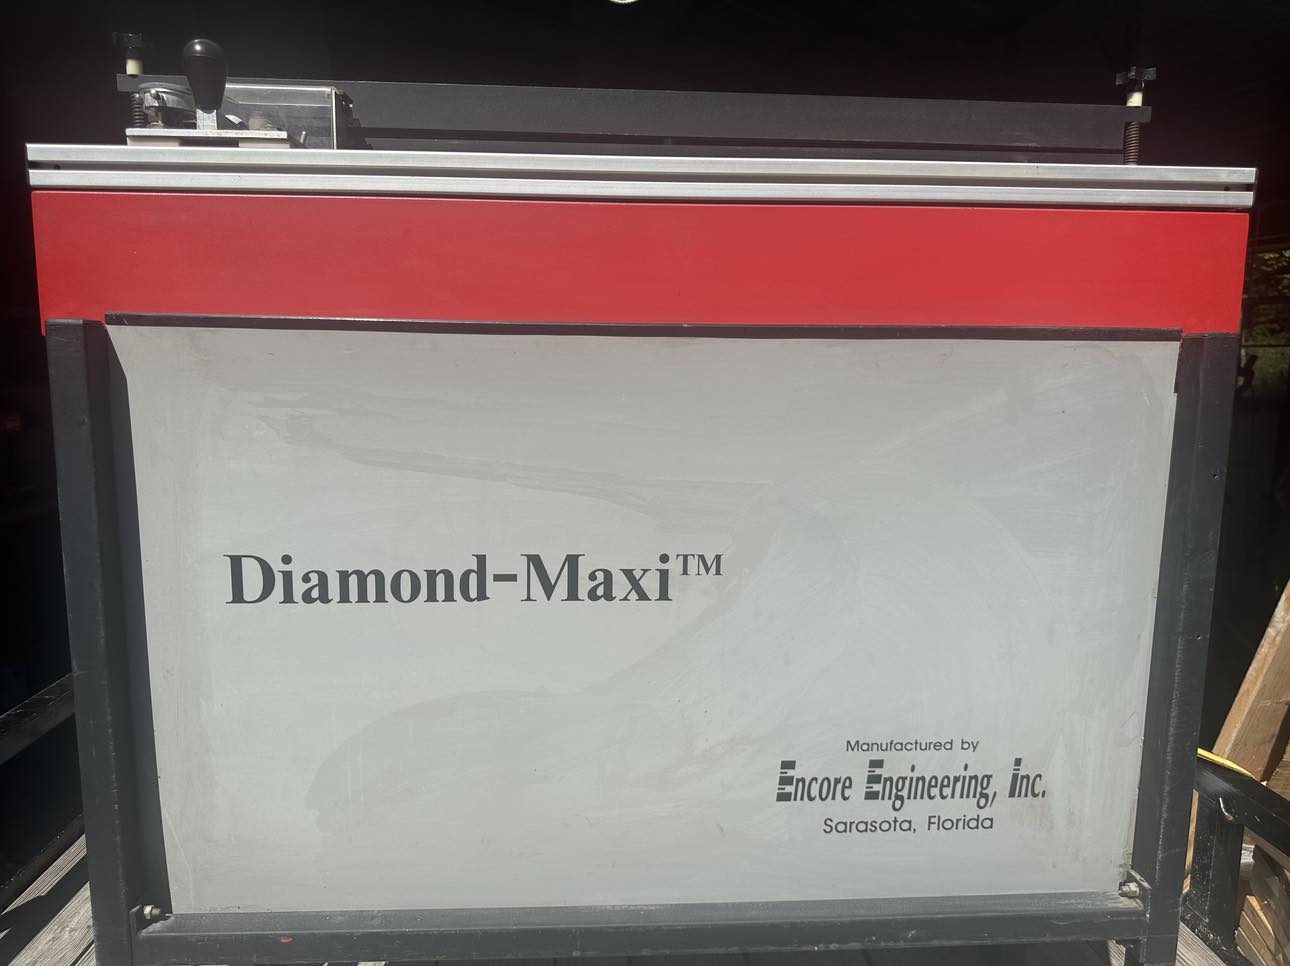 Diamond-Maxi™
Manufactured by
Encore Engineering, Inc.
Sarasota, Florida